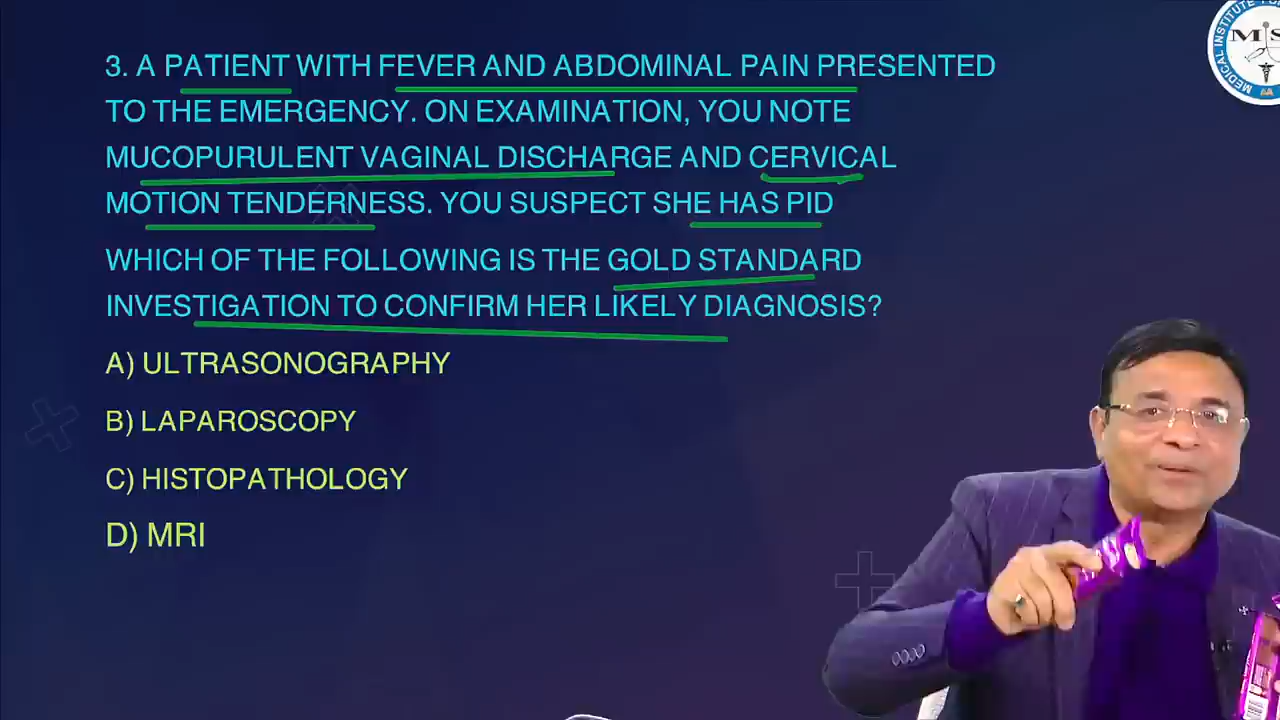 3. A PATIENT WITH FEVER AND ABDOMINAL PAIN PRESENTED
TO THE EMERGENCY. ON EXAMINATION, YOU NOTE
MUCOPURULENT VAGINAL DISCHARGE AND CERVICAL
MOTION TENDERNESS. YOU SUSPECT SHE HAS PID
WHICH OF THE FOLLOWING IS THE GOLD STANDARD
INVESTIGATION TO CONFIRM HER LIKELY DIAGNOSIS?
A) ULTRASONOGRAPHY
B) LAPAROSCOPY
C) HISTOPATHOLOGY
D) MRI
MEDICAL INSTITUTE